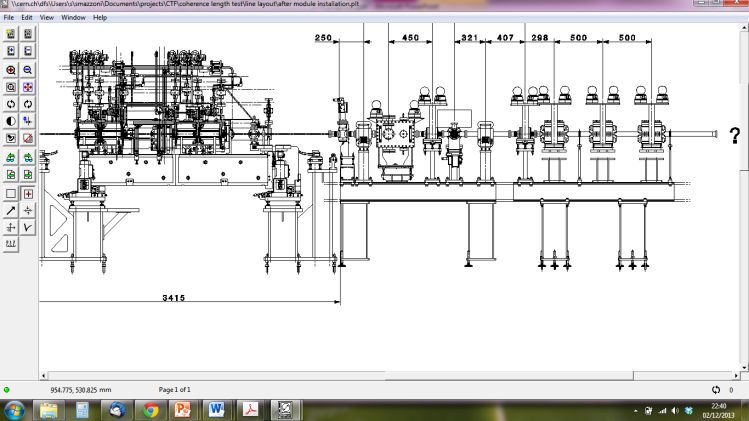 \\cern.ch\dfs\Users\s\smazzoni\Documents\projects\CTF\coherence length test\line layout\after module installation.plt
File Edit View Window Help
250 450 321 407 298 500 500
?
3415
954.775, 530.825 mm
Page 1 of 1
0
22:40
02/12/2013